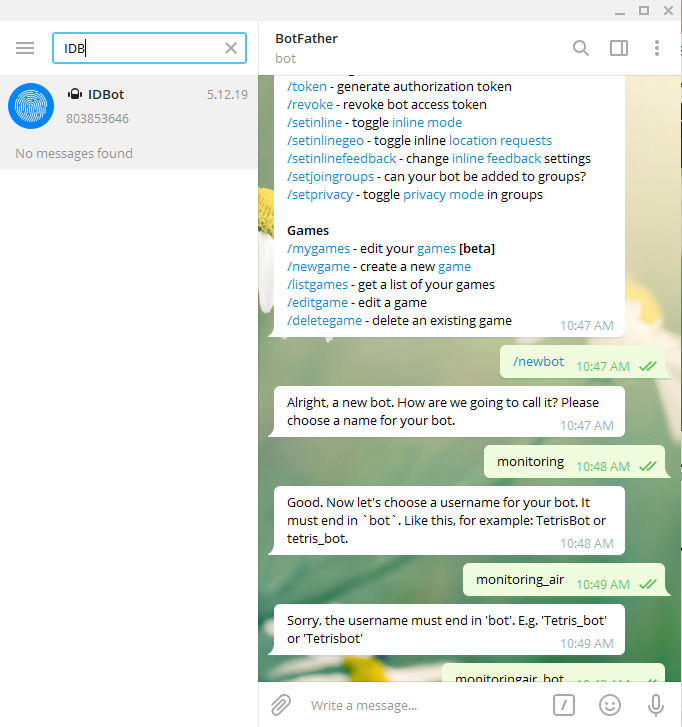 IDB
IDBot 5.12.19
803853646
No messages found
BotFather
bot
/token - generate authorization token
/revoke - revoke bot access token
/setinline - toggle inline mode
/setinlinegeo - toggle inline location requests
/setinlinefeedback - change inline feedback settings
/setjoingroups - can your bot be added to groups?
/setprivacy - toggle privacy mode in groups
Games
/mygames - edit your games [beta]
/newgame - create a new game
/listgames - get a list of your games
/editgame - edit a game
/deletegame - delete an existing game
10:47 AM
/newbot 10:47 AM
Alright, a new bot. How are we going to call it? Please
choose a name for your bot.
10:47 AM
monitoring 10:48 AM
Good. Now let's choose a username for your bot. It
must end in `bot`. Like this, for example: TetrisBot or
tetris_bot.
10:48 AM
monitoring_air 10:49 AM
Sorry, the username must end in 'bot'. E.g. 'Tetris_bot'
or 'Tetrisbot'
10:49 AM
monitoringair_bot
Write a message...